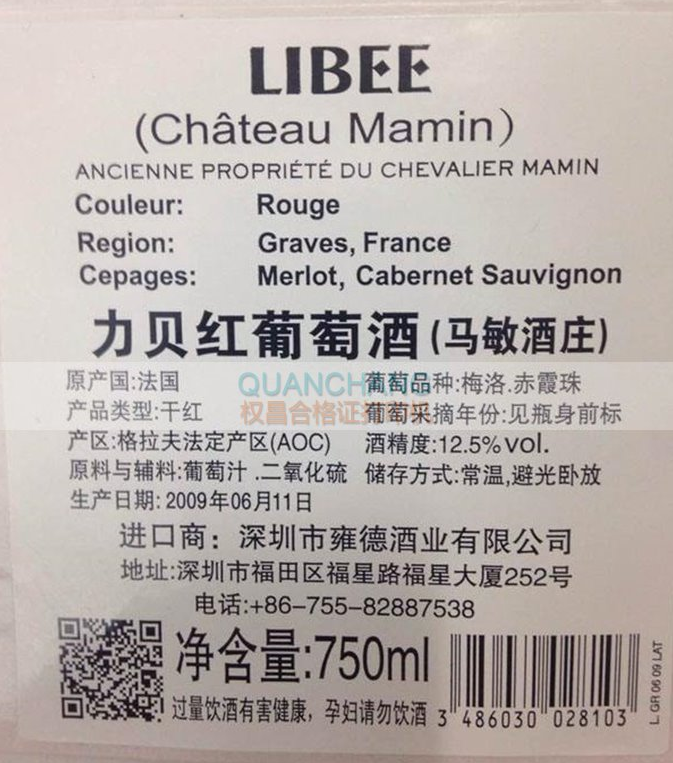 LIBEE
(Château Mamin)
ANCIENNE PROPRIÉTÉ DU CHEVALIER MAMIN
Couleur: Rouge
Region: Graves, France
Cepages: Merlot, Cabernet Sauvignon
力贝红葡萄酒(马敏酒庄)
原产国:法国 葡萄品种:梅洛.赤霞珠
QUANCHANG
产品类型:干红 葡萄采摘年份:见瓶身前标
权昌合格证打印机
产区:格拉夫法定产区(AOC) 酒精度:12.5%vol.
原料与辅料:葡萄汁.二氧化硫 储存方式:常温,避光卧放
生产日期:2009年06月11日
进口商:深圳市雍德酒业有限公司
地址:深圳市福田区福星路福星大厦252号
电话:+86-755-82887538
净含量:750ml
过量饮酒有害健康,孕妇请勿饮酒
3 486030 028103
L. GR 06 09 LAT